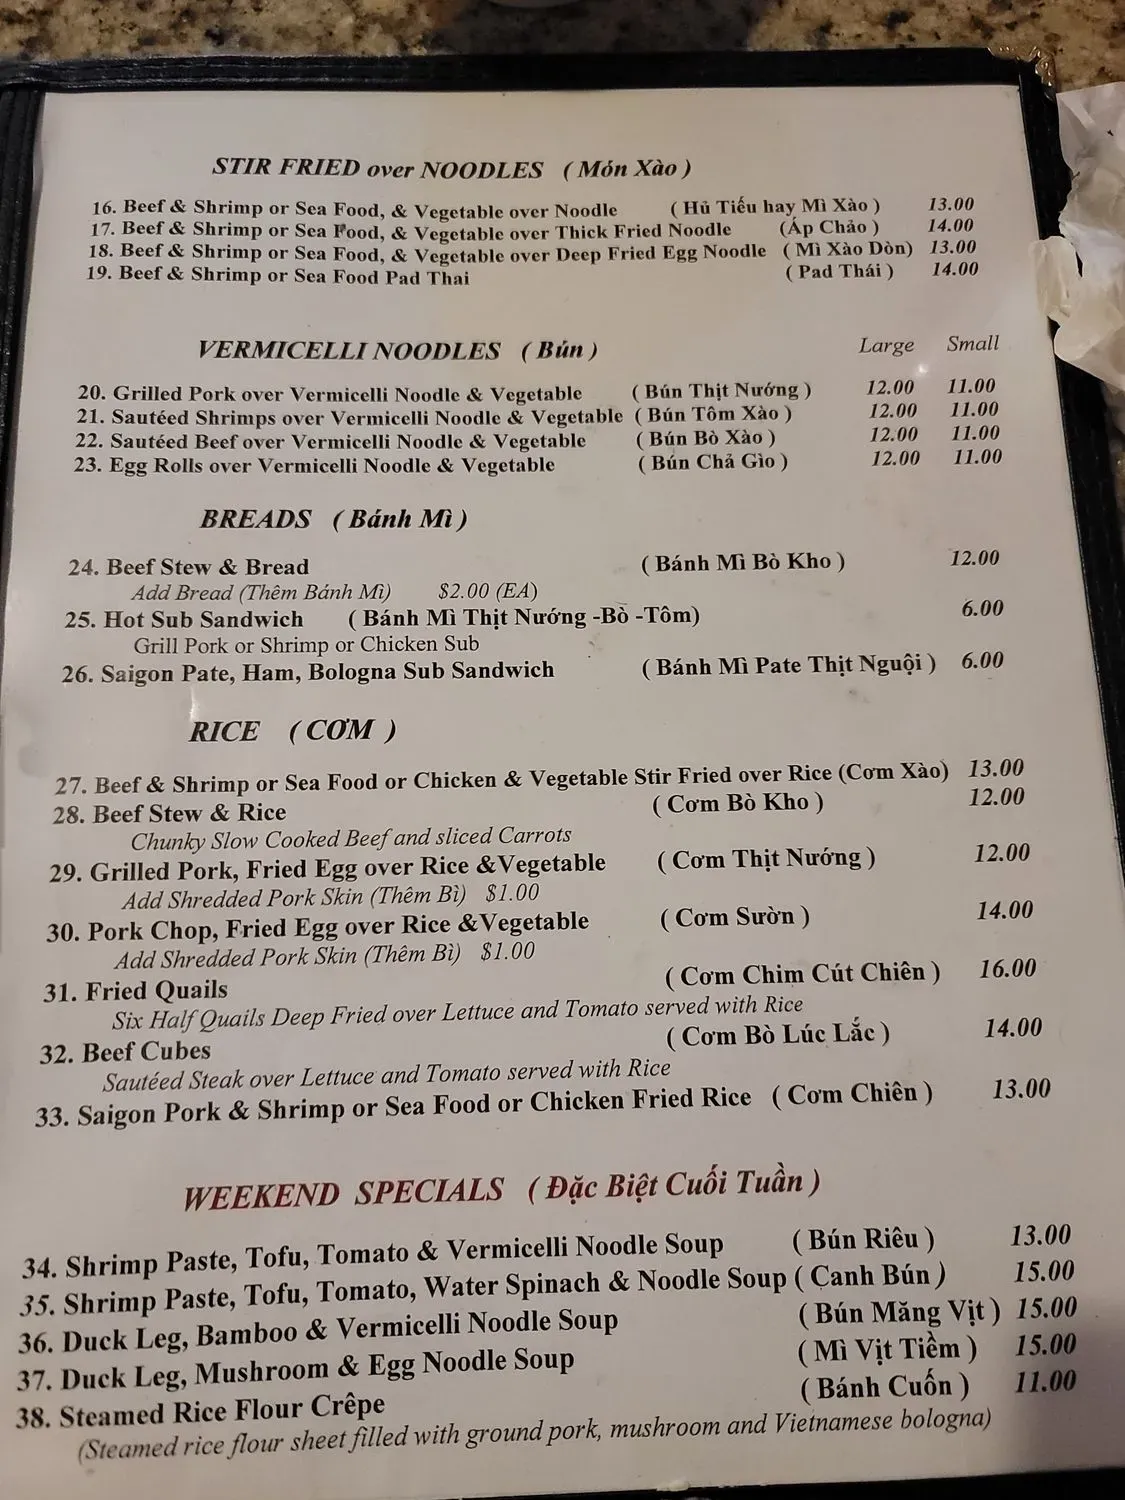 STIR FRIED over NOODLES ( Món Xào )
16. Beef & Shrimp or Sea Food, & Vegetable over Noodle ( Hủ Tiếu hay Mì Xào ) 13.00
17. Beef & Shrimp or Sea Food, & Vegetable over Thick Fried Noodle (Áp Chảo ) 14.00
18. Beef & Shrimp or Sea Food, & Vegetable over Deep Fried Egg Noodle ( Mì Xào Dòn) 13.00
19. Beef & Shrimp or Sea Food Pad Thai ( Pad Thái ) 14.00
VERMICELLI NOODLES ( Bún ) Large Small
20. Grilled Pork over Vermicelli Noodle & Vegetable ( Bún Thịt Nướng ) 12.00 11.00
21. Sautéed Shrimps over Vermicelli Noodle & Vegetable ( Bún Tôm Xào ) 12.00 11.00
22. Sautéed Beef over Vermicelli Noodle & Vegetable ( Bún Bò Xào ) 12.00 11.00
23. Egg Rolls over Vermicelli Noodle & Vegetable ( Bún Chả Gìo ) 12.00 11.00
BREADS ( Bánh Mì )
24. Beef Stew & Bread ( Bánh Mì Bò Kho ) 12.00
Add Bread (Thêm Bánh Mì) $2.00 (EA)
25. Hot Sub Sandwich ( Bánh Mì Thịt Nướng -Bò -Tôm) 6.00
Grill Pork or Shrimp or Chicken Sub
26. Saigon Pate, Ham, Bologna Sub Sandwich ( Bánh Mì Pate Thịt Nguội ) 6.00
RICE ( CƠM )
27. Beef & Shrimp or Sea Food or Chicken & Vegetable Stir Fried over Rice (Cơm Xào) 13.00
28. Beef Stew & Rice ( Cơm Bò Kho ) 12.00
Chunky Slow Cooked Beef and sliced Carrots
29. Grilled Pork, Fried Egg over Rice &Vegetable ( Cơm Thịt Nướng ) 12.00
Add Shredded Pork Skin (Thêm Bì) $1.00
30. Pork Chop, Fried Egg over Rice &Vegetable ( Cơm Sườn ) 14.00
Add Shredded Pork Skin (Thêm Bì) $1.00
31. Fried Quails ( Cơm Chim Cút Chiên ) 16.00
Six Half Quails Deep Fried over Lettuce and Tomato served with Rice
32. Beef Cubes ( Cơm Bò Lúc Lắc ) 14.00
Sautéed Steak over Lettuce and Tomato served with Rice
33. Saigon Pork & Shrimp or Sea Food or Chicken Fried Rice ( Cơm Chiên ) 13.00
WEEKEND SPECIALS ( Đặc Biệt Cuối Tuần )
34. Shrimp Paste, Tofu, Tomato & Vermicelli Noodle Soup ( Bún Riêu ) 13.00
35. Shrimp Paste, Tofu, Tomato, Water Spinach & Noodle Soup ( Canh Bún ) 15.00
36. Duck Leg, Bamboo & Vermicelli Noodle Soup ( Bún Măng Vịt ) 15.00
37. Duck Leg, Mushroom & Egg Noodle Soup ( Mì Vịt Tiềm ) 15.00
38. Steamed Rice Flour Crêpe ( Bánh Cuốn ) 11.00
(Steamed rice flour sheet filled with ground pork, mushroom and Vietnamese bologna)